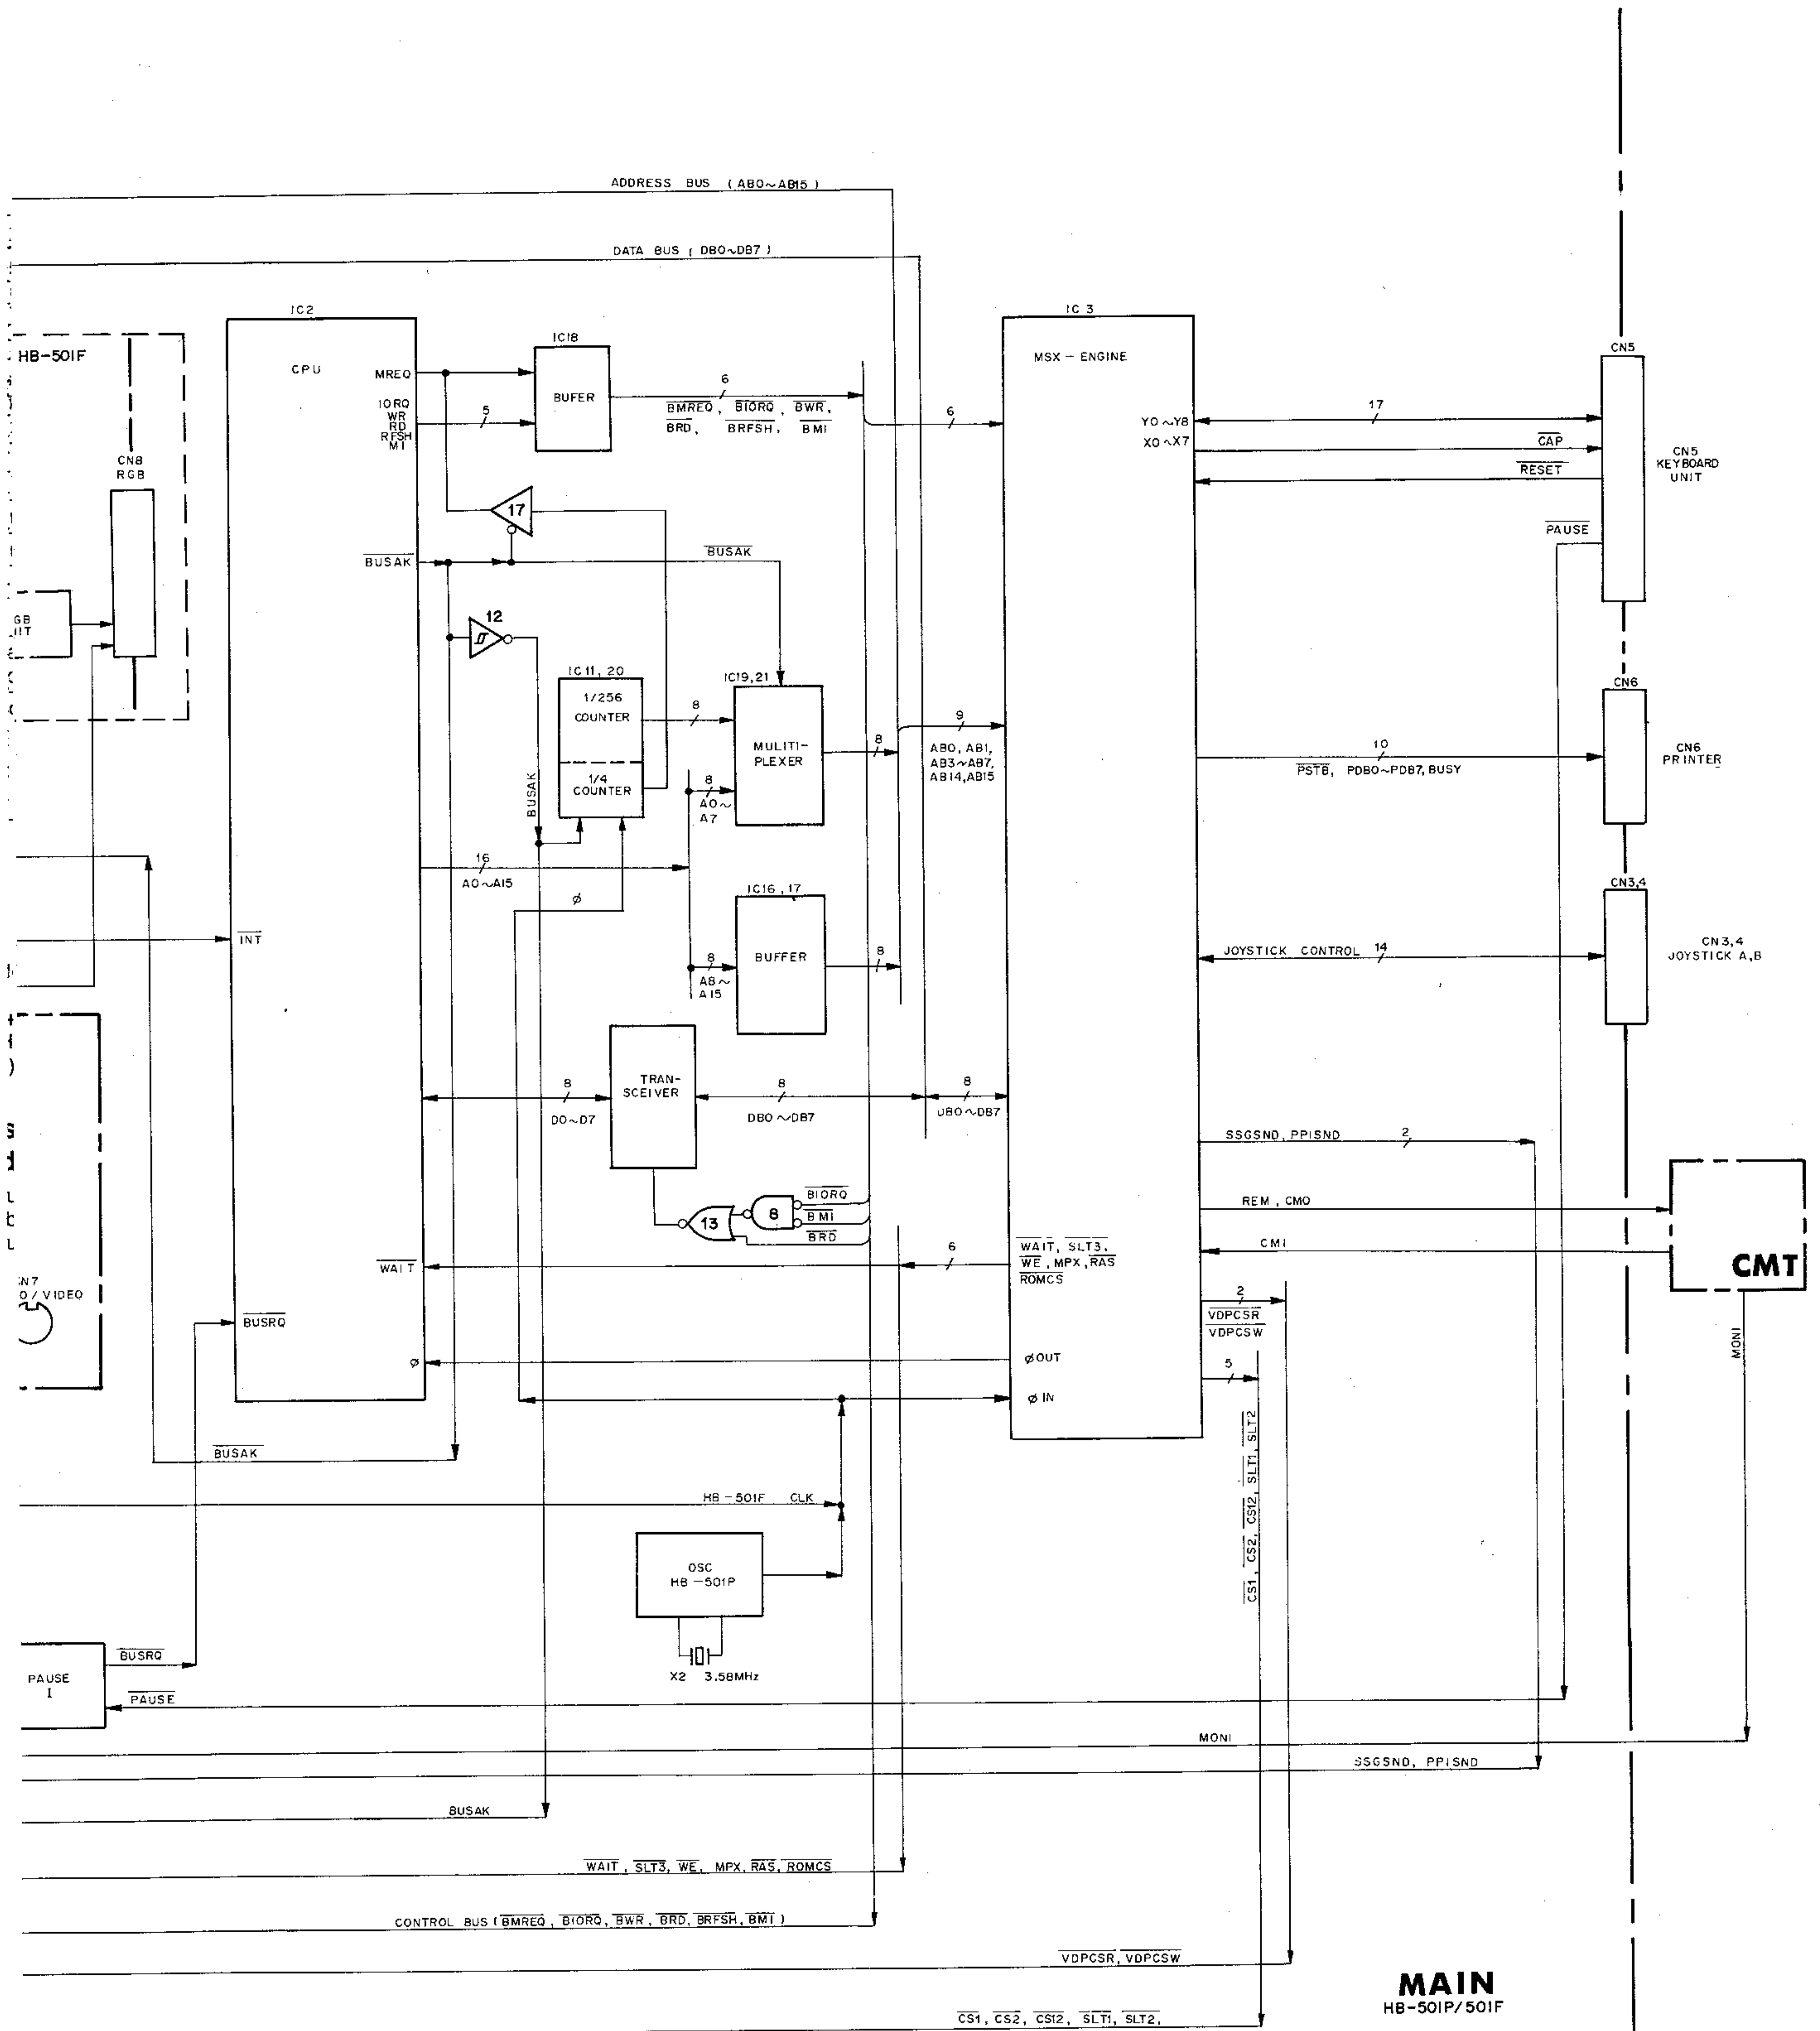 ADDRESS BUS (AB0~AB15)
DATA BUS (DB0~DB7)
HB-501F
CN8
RGB
IC2
CPU
MREQ
IORQ
WR
RD
RFSH
M1
BUSAK
INT
WAIT
BUSRQ
ø
IC18
BUFER
5
6
BMREQ, BIORQ, BWR,
BRD, BRFSH, BM1
6
17
BUSAK
12
IC11, 20
1/256
COUNTER
1/4
COUNTER
BUSAK
8
IC19,21
MULITI-
PLEXER
8
A0~
A7
8
9
AB0, AB1,
AB3~AB7,
AB14,AB15
16
A0~A15
ø
IC16,17
BUFFER
8
A8~
A15
8
TRAN-
SCEIVER
8
D0~D7
8
DB0~DB7
8
DB0~DB7
13
8
BIORQ
BM1
BRD
6
IC 3
MSX-ENGINE
Y0~Y8
X0~X7
WAIT, SLT3,
WE, MPX, RAS
ROMCS
øOUT
ø IN
17
CAP
RESET
PAUSE
CN5
CN5
KEYBOARD
UNIT
CN6
CN6
PRINTER
10
PSTB, PDB0~PDB7, BUSY
CN3,4
CN3,4
JOYSTICK A,B
JOYSTICK CONTROL 14
SSGSND, PPISND 2
REM, CMO
CMI
CMT
MONI
2
VDPCSR
VDPCSW
5
CS1, CS2, CS12, SLT1, SLT2
GB
N7
O/VIDEO
BUSAK
HB-501F CLK
OSC
HB-501P
X2 3.58MHz
PAUSE
I
BUSRQ
PAUSE
MONI
SSGSND, PPISND
BUSAK
WAIT, SLT3, WE, MPX, RAS, ROMCS
CONTROL BUS (BMREQ, BIORQ, BWR, BRD, BRFSH, BM1)
VDPCSR, VDPCSW
MAIN
HB-501P/501F
CS1, CS2, CS12, SLT1, SLT2,